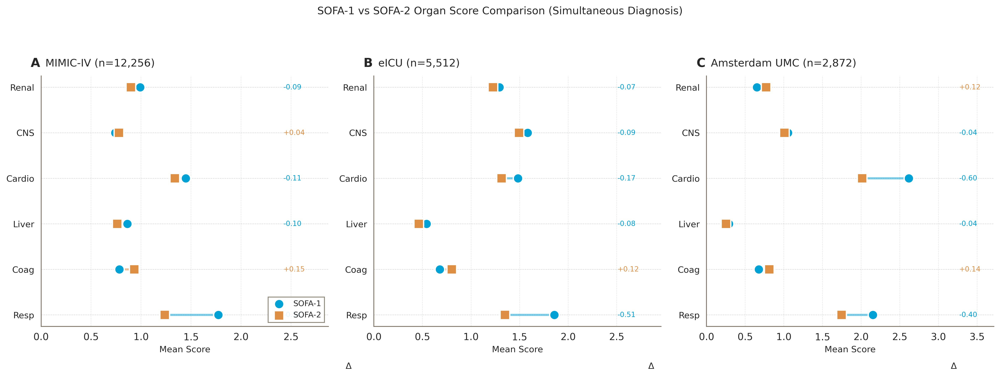 SOFA-1 vs SOFA-2 Organ Score Comparison (Simultaneous Diagnosis)
A MIMIC-IV (n=12,256)
Renal -0.09
CNS +0.04
Cardio -0.11
Liver -0.10
Coag +0.15
Resp
SOFA-1
SOFA-2
0.0 0.5 1.0 1.5 2.0 2.5
Mean Score
Δ
B eICU (n=5,512)
Renal -0.07
CNS -0.09
Cardio -0.17
Liver -0.08
Coag +0.12
Resp -0.51
0.0 0.5 1.0 1.5 2.0 2.5
Mean Score
Δ
C Amsterdam UMC (n=2,872)
Renal +0.12
CNS -0.04
Cardio -0.60
Liver -0.04
Coag +0.14
Resp -0.40
0.0 0.5 1.0 1.5 2.0 2.5 3.0 3.5
Mean Score
Δ